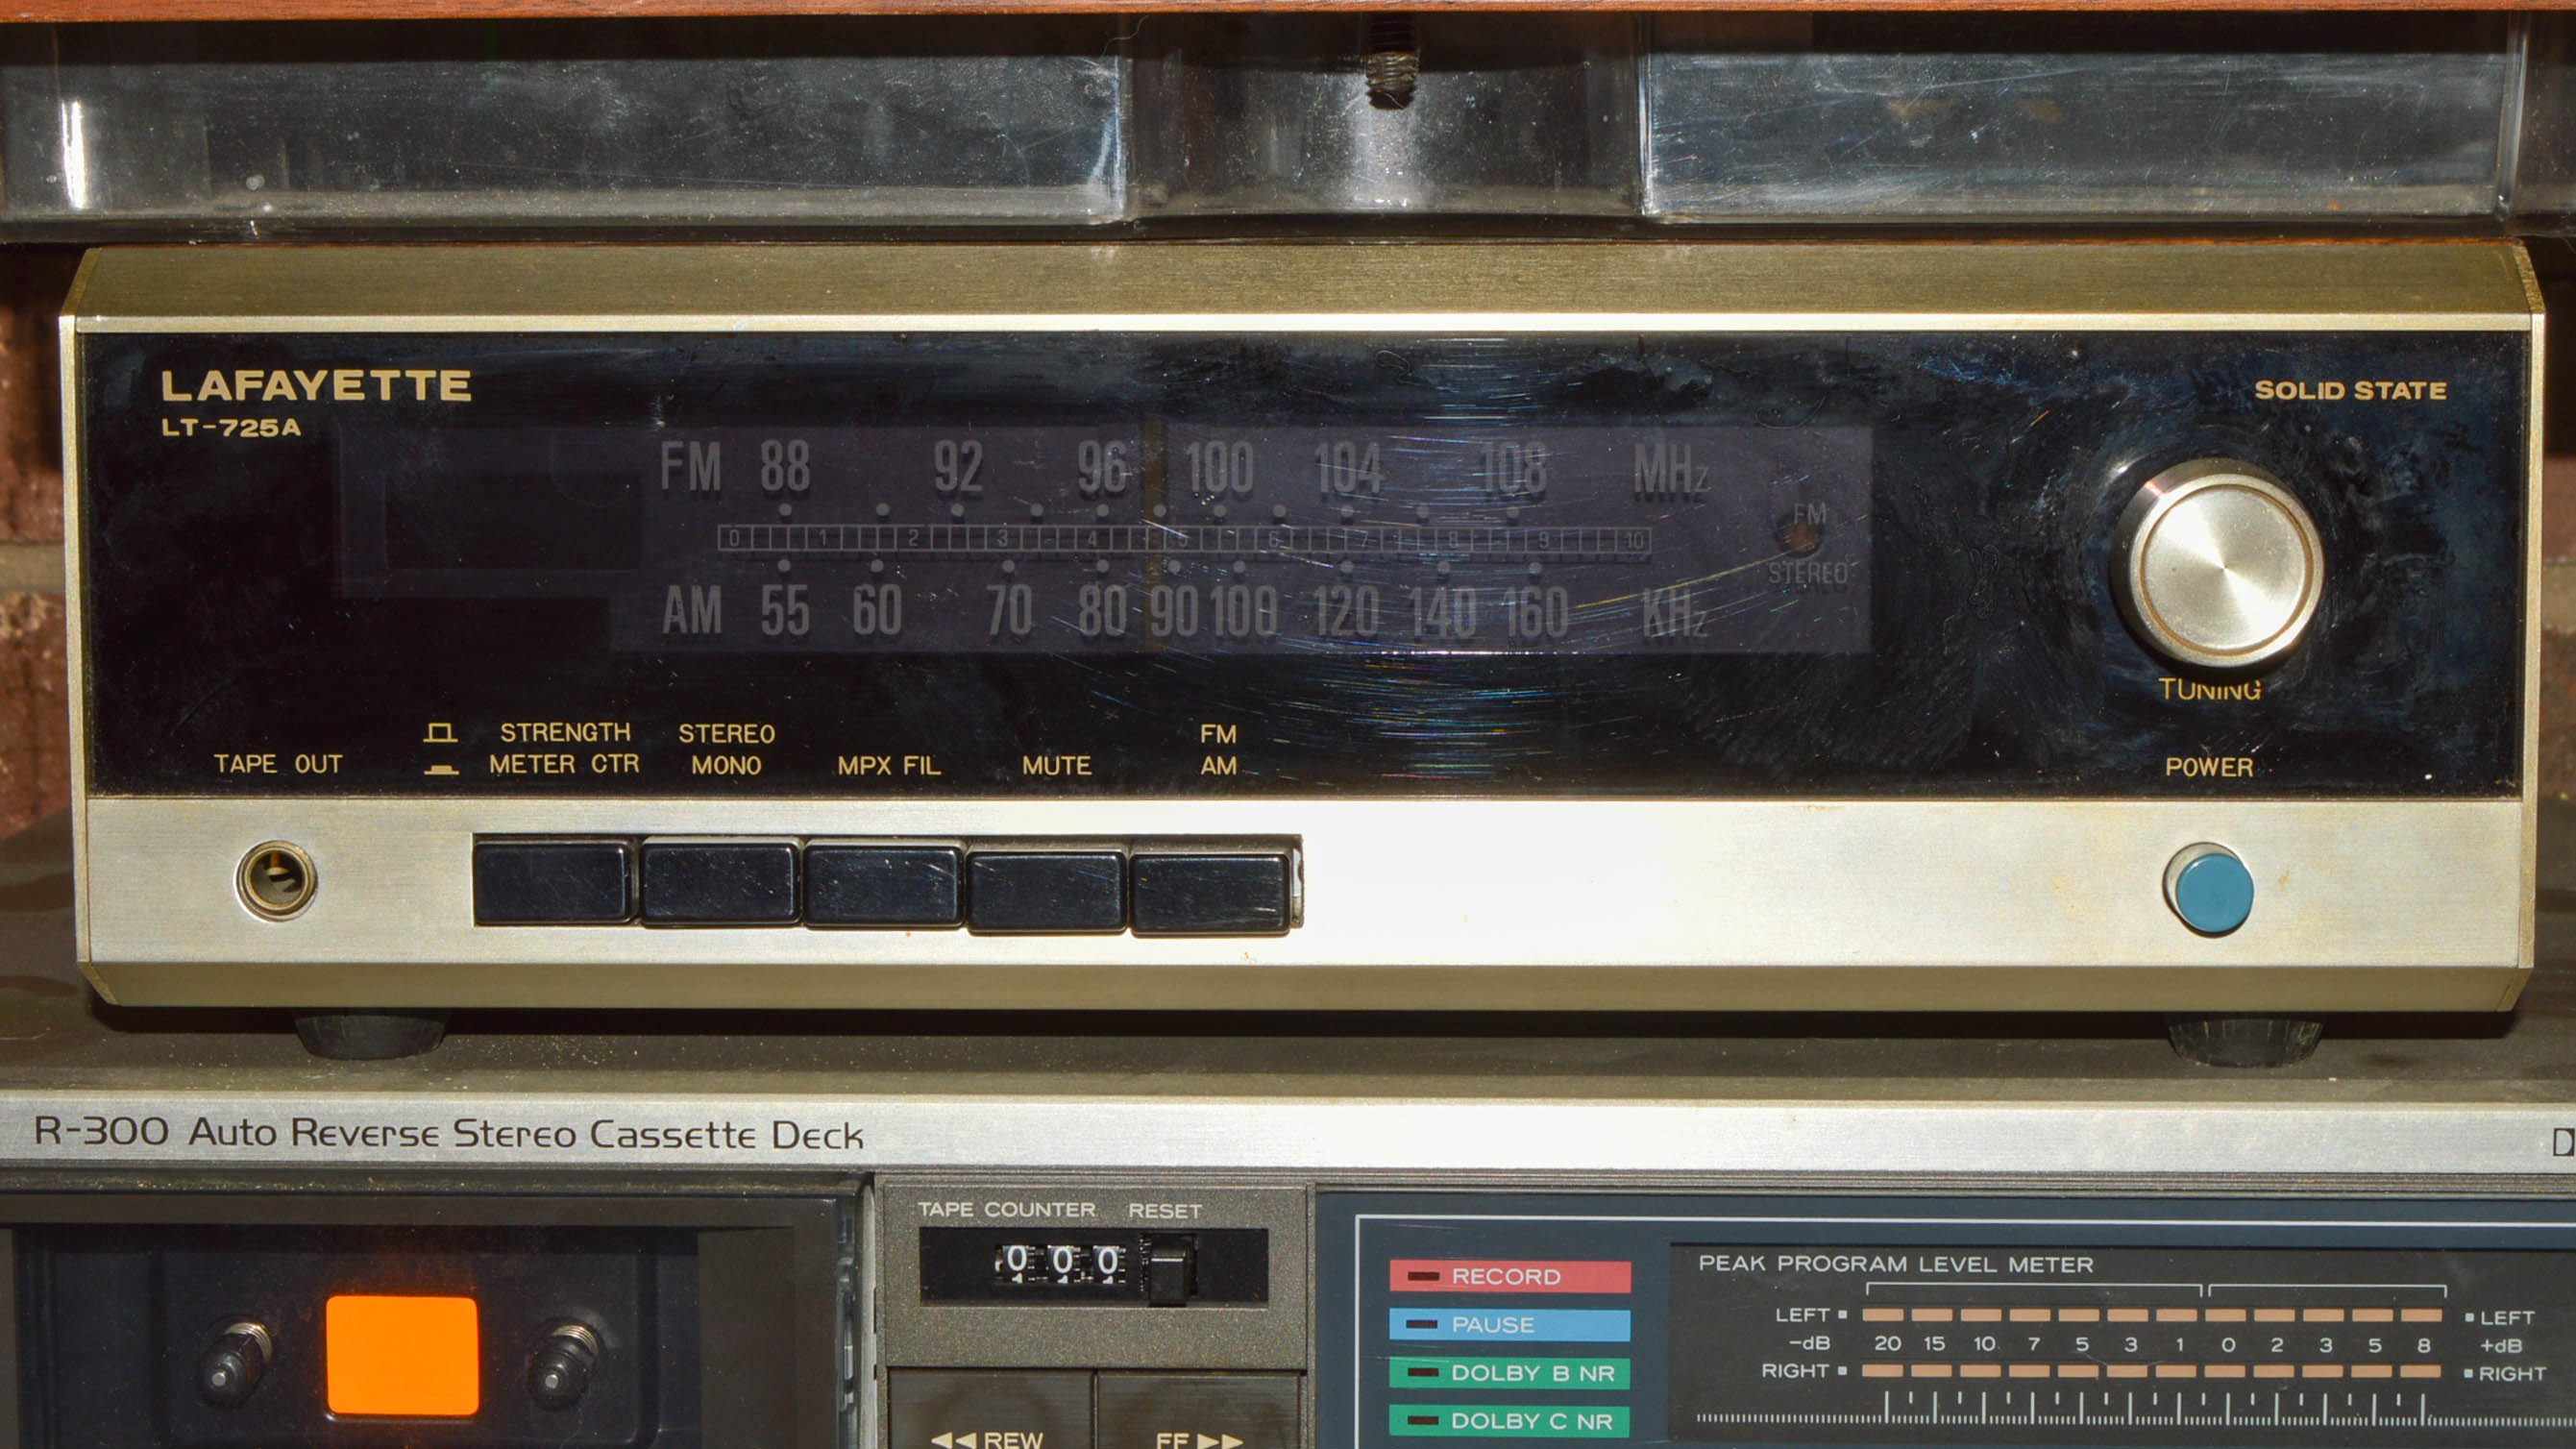 LAFAYETTE
LT-725A
SOLID STATE
FM 88 92 96 100 104 108 MHz
0 1 2 3 4 5 6 7 8 9 10
FM
STEREO
AM 55 60 70 80 90 100 120 140 160 KHz
TUNING
STRENGTH STEREO FM
TAPE OUT METER CTR MONO MPX FIL MUTE AM POWER
R-300 Auto Reverse Stereo Cassette Deck
TAPE COUNTER RESET
0 0 0
RECORD
PAUSE
DOLBY B NR
DOLBY C NR
PEAK PROGRAM LEVEL METER
LEFT LEFT
-dB 20 15 10 7 5 3 1 0 2 3 5 8 +dB
RIGHT RIGHT
◀◀ REW FF ▶▶